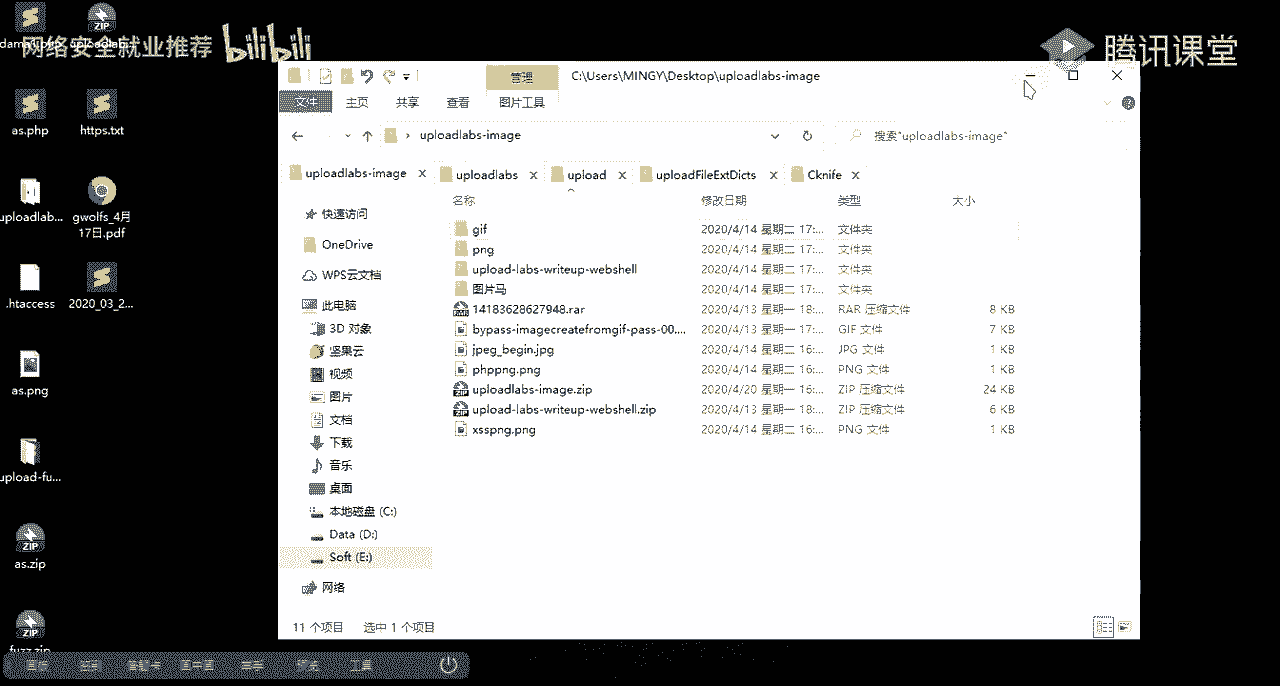 网络安全就业推荐 bilibili
腾讯课堂
as.php
https.txt
uploadlab...
gwolfs_4月17日.pdf
.htaccess
2020_03_2...
as.png
upload-fu...
as.zip
fuzz.zip
管理
C:\Users\MINGY\Desktop\uploadlabs-image
文件 主页 共享 查看 图片工具
uploadlabs-image
搜索"uploadlabs-image"
uploadlabs-image uploadlabs upload uploadFileExtDicts Cknife
名称 修改日期 类型 大小
快速访问
OneDrive
WPS云文档
此电脑
3D 对象
坚果云
视频
图片
文档
下载
音乐
桌面
本地磁盘 (C:)
Data (D:)
Soft (E:)
网络
gif 2020/4/14 星期二 17:... 文件夹
png 2020/4/14 星期二 17:... 文件夹
upload-labs-writeup-webshell 2020/4/14 星期二 17:... 文件夹
图片马 2020/4/14 星期二 17:... 文件夹
14183628627948.rar 2020/4/13 星期一 18:... RAR 压缩文件 8 KB
bypass-imagecreatefromgif-pass-00.... 2020/4/13 星期一 17:... GIF 文件 7 KB
jpeg_begin.jpg 2020/4/14 星期二 16:... JPG 文件 1 KB
phppng.png 2020/4/14 星期二 16:... PNG 文件 1 KB
uploadlabs-image.zip 2020/4/20 星期一 16:... ZIP 压缩文件 24 KB
upload-labs-writeup-webshell.zip 2020/4/13 星期一 18:... ZIP 压缩文件 6 KB
xsspng.png 2020/4/14 星期二 16:... PNG 文件 1 KB
11 个项目 选中 1 个项目
工具